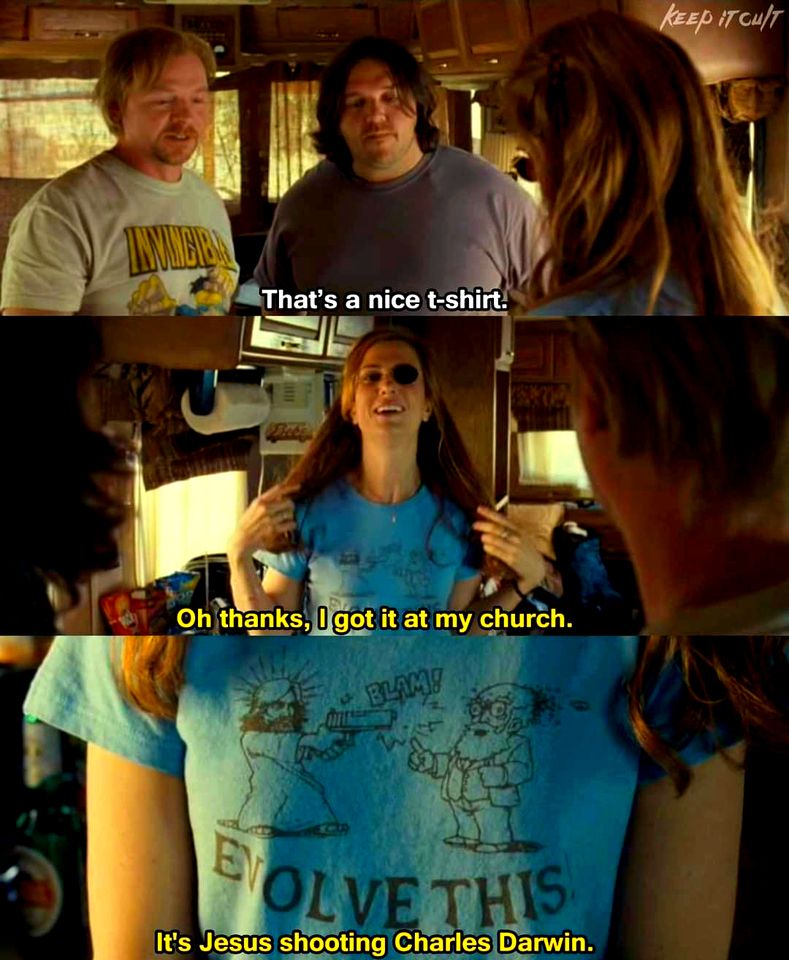 KEEP IT CULT
INVINCIB
That's a nice t-shirt.
Oh thanks, I got it at my church.
BLAM!
EVOLVE THIS!
It's Jesus shooting Charles Darwin.